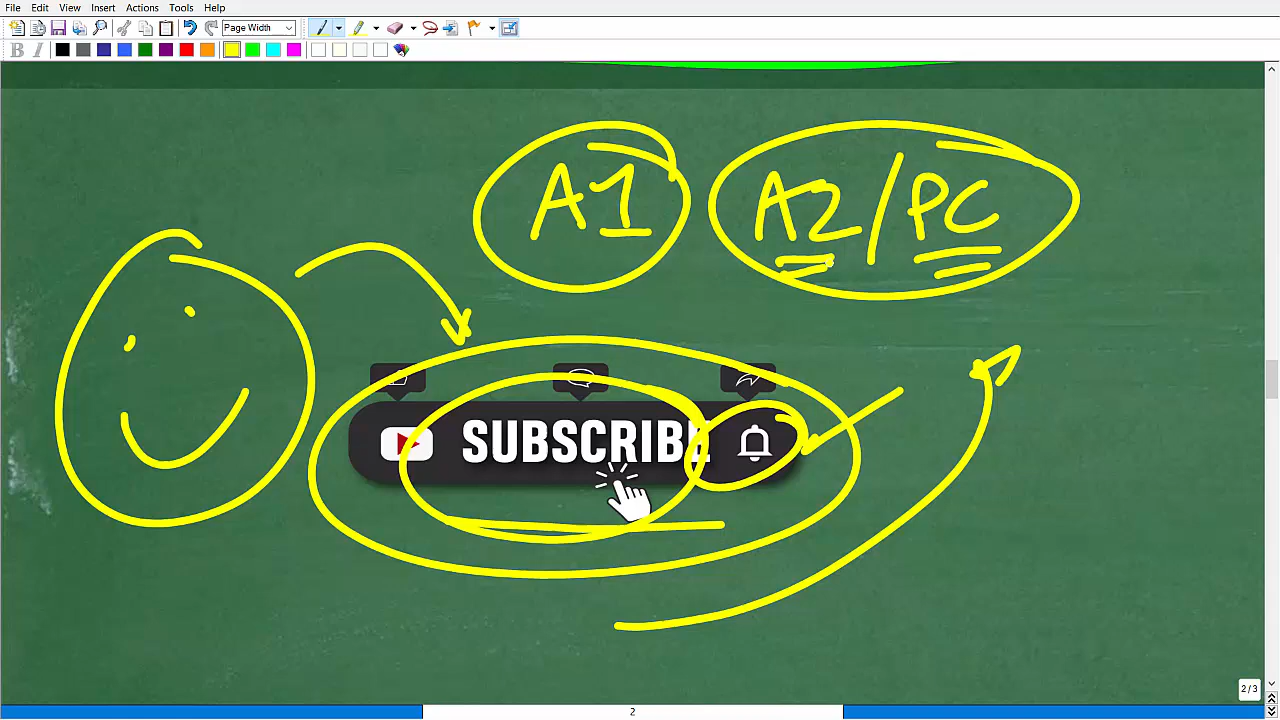 File Edit View Insert Actions Tools Help
Page Width
B I
A1 A2/PC
SUBSCRIBE
2/3
2